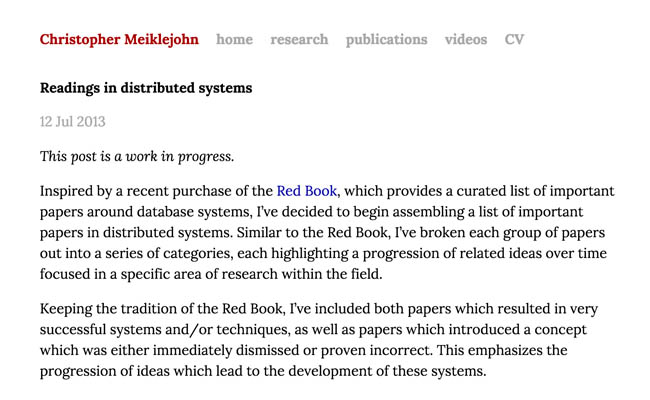 Christopher Meiklejohn home research publications videos CV
Readings in distributed systems
12 Jul 2013
This post is a work in progress.
Inspired by a recent purchase of the Red Book, which provides a curated list of important
papers around database systems, I've decided to begin assembling a list of important
papers in distributed systems. Similar to the Red Book, I've broken each group of papers
out into a series of categories, each highlighting a progression of related ideas over time
focused in a specific area of research within the field.
Keeping the tradition of the Red Book, I've included both papers which resulted in very
successful systems and/or techniques, as well as papers which introduced a concept
which was either immediately dismissed or proven incorrect. This emphasizes the
progression of ideas which lead to the development of these systems.